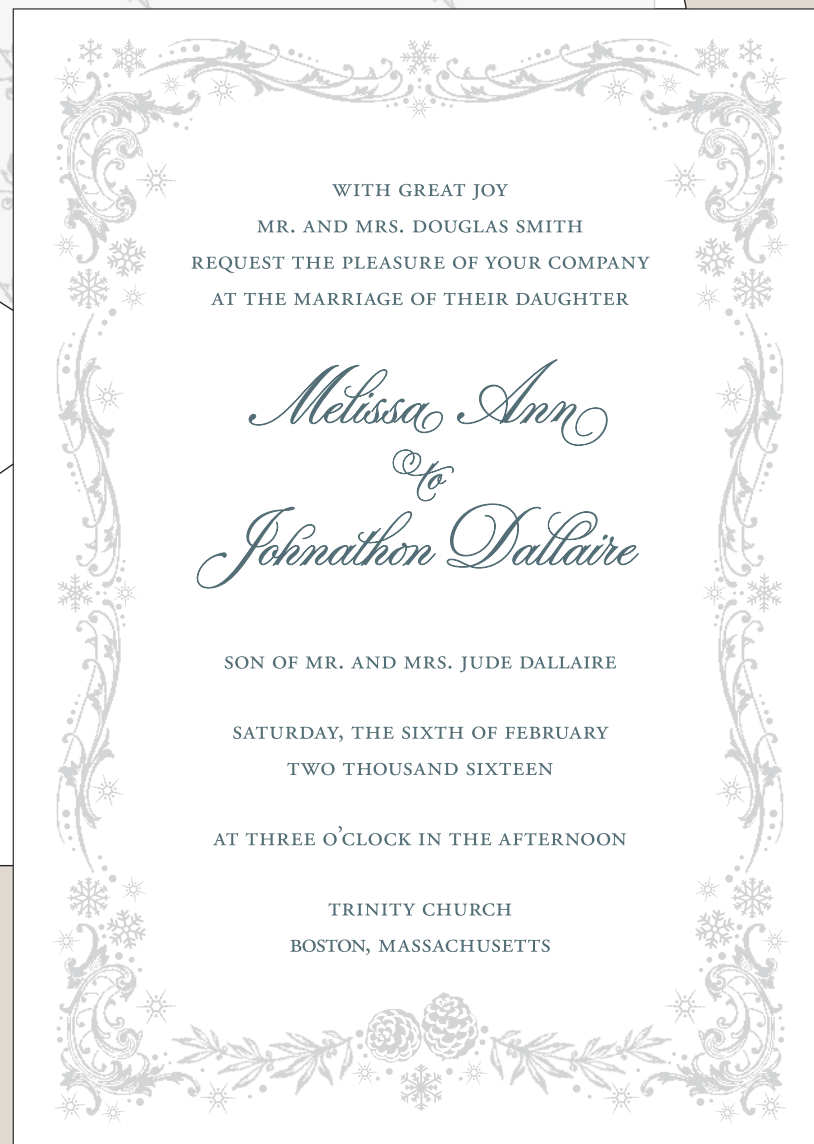 WITH GREAT JOY
MR. AND MRS. DOUGLAS SMITH
REQUEST THE PLEASURE OF YOUR COMPANY
AT THE MARRIAGE OF THEIR DAUGHTER
Melissa Ann
to
Johnathon Dallaire
SON OF MR. AND MRS. JUDE DALLAIRE
SATURDAY, THE SIXTH OF FEBRUARY
TWO THOUSAND SIXTEEN
AT THREE O'CLOCK IN THE AFTERNOON
TRINITY CHURCH
BOSTON, MASSACHUSETTS